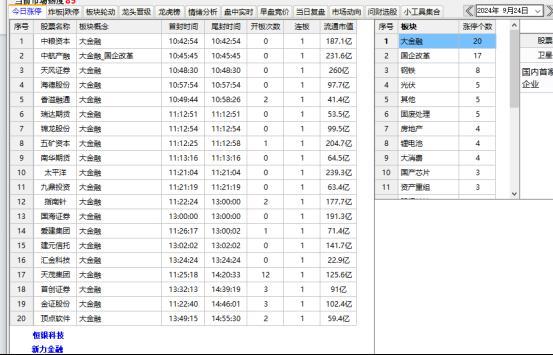 今日涨停 炸板|跌停 板块轮动 龙头晋级 龙虎榜 情绪分析 盘中实时 早盘竞价 当日复盘 市场动向 问财选股 小工具集合 2024年 9月24日
序号 股票名称 板块概念: 首封时间 尾封时间 开板次数 连板 流通市值
1 中粮资本 大金融 10:42:54 10:42:54 0 1 187.1亿
2 中航产融 大金融_国企改革 10:45:45 10:45:45 0 1 231.6亿
3 天风证券 大金融 10:48:30 10:48:30 0 1 260亿
4 海德股份 大金融 10:57:54 10:57:54 0 1 97.7亿
5 香溢融通 大金融 10:49:44 10:58:26 2 1 41.4亿
6 瑞达期货 大金融 11:12:51 11:12:51 0 1 53.5亿
7 锦龙股份 大金融 11:12:54 11:12:54 0 1 99.5亿
8 五矿资本 大金融 11:12:25 11:12:58 1 1 204.7亿
9 南华期货 大金融 11:13:16 11:13:16 0 1 64.5亿
10 太平洋 大金融 11:21:04 11:21:04 0 1 239.3亿
11 九鼎投资 大金融 11:21:19 11:21:19 0 1 63.4亿
12 指南针 大金融 11:22:24 13:00:00 2 1 177.7亿
13 国海证券 大金融 13:00:00 13:00:00 0 1 191.3亿
14 爱建集团 大金融 11:26:17 13:00:02 1 1 71.4亿
15 建元信托 大金融 13:02:02 13:02:02 0 1 141.7亿
16 汇金科技 大金融 13:24:24 13:24:24 0 1 22.9亿
17 天茂集团 大金融 11:25:18 14:20:33 12 1 125.6亿
18 首创证券 大金融 13:32:13 14:39:19 3 1 91亿
19 金证股份 大金融 11:22:40 14:46:01 3 1 102.4亿
20 顶点软件 大金融 13:49:15 14:55:30 2 1 59.4亿
恒银科技
新力金融
序号 板块 涨停个数
1 大金融 20
2 国企改革 17
3 钢铁 8
4 光伏 5
5 其他 5
6 固废处理 5
7 房地产 4
8 锂电池 4
9 大消费 4
10 国产芯片 3
11 资产重组 3
股票
卫星
国内首家
企业